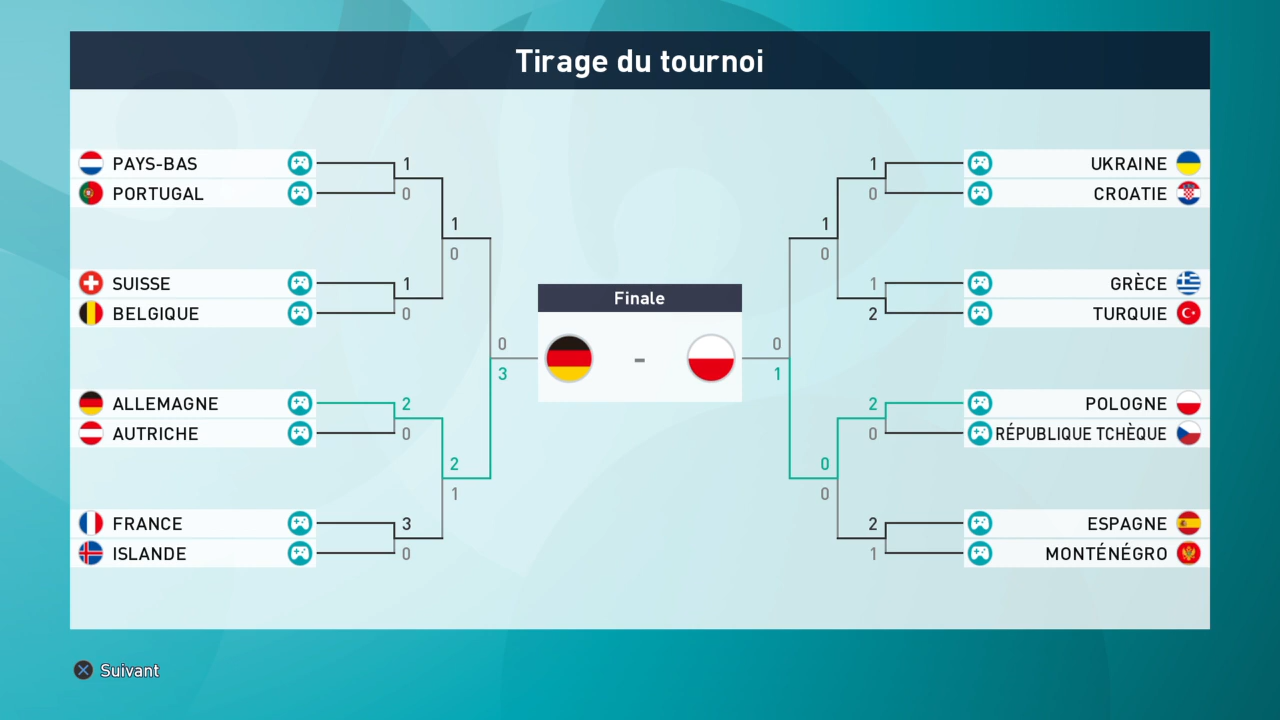 Tirage du tournoi
PAYS-BAS 1
PORTUGAL 0
1
0
SUISSE 1
BELGIQUE 0
0
3
ALLEMAGNE 2
AUTRICHE 0
2
1
FRANCE 3
ISLANDE 0
Finale
-
1 UKRAINE
0 CROATIE
1
0
1 GRÈCE
2 TURQUIE
0
1
2 POLOGNE
0 RÉPUBLIQUE TCHÈQUE
0
0
2 ESPAGNE
1 MONTÉNÉGRO
Suivant